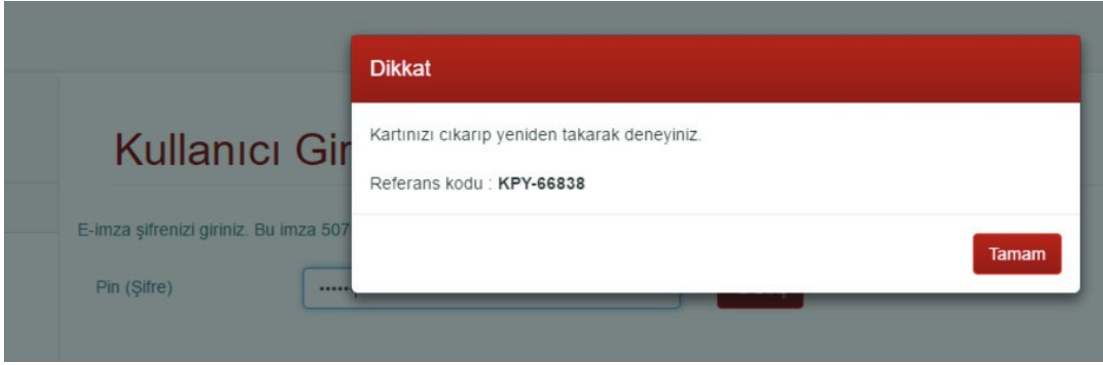 Dikkat
Kartınızı cıkarıp yeniden takarak deneyiniz.
Referans kodu : KPY-66838
Tamam
Kullanıcı Gir
E-imza şifrenizi giriniz. Bu imza 507
Pin (Şifre)
•••••